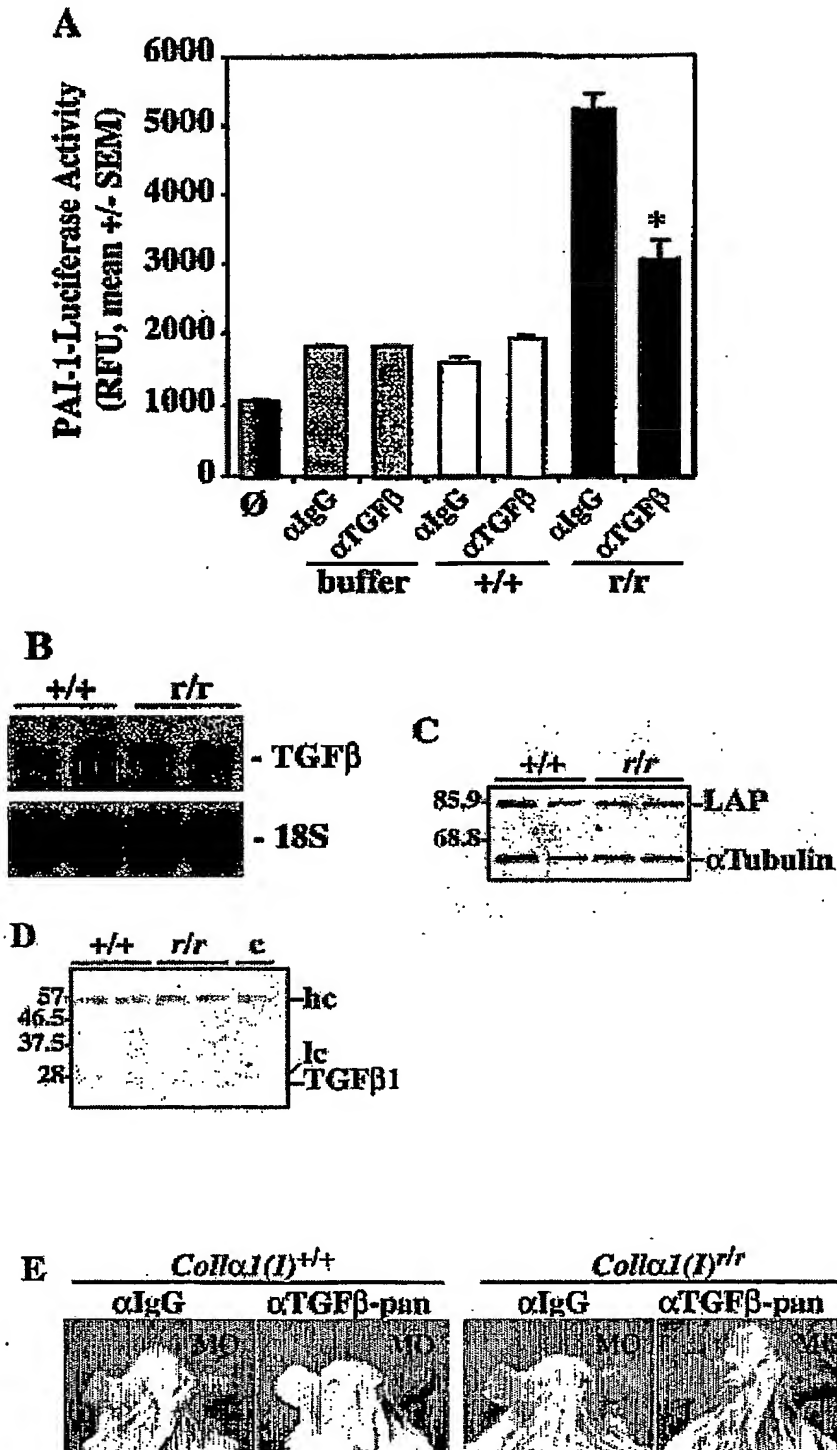 A
PAI-1-Luciferase Activity
(RFU, mean +/- SEM)
6000
5000
4000
3000
2000
1000
0
*
Ø
αIgG
αTGFβ
αIgG
αTGFβ
αIgG
αTGFβ
buffer
+/+
r/r
B
+/+ r/r
- TGFβ
- 18S
C
+/+ r/r
85.9 LAP
68.8
αTubulin
D
+/+ r/r c
57 hc
46.5
37.5
lc
28 TGFβ1
E
Collα1(I)+/+ Collα1(I)r/r
αIgG αTGFβ-pan αIgG αTGFβ-pan
MO MO MO